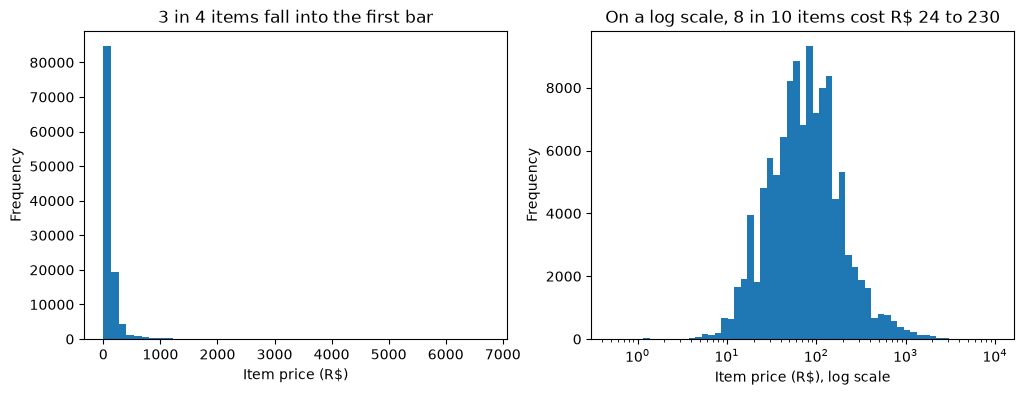 3 in 4 items fall into the first bar
Frequency
80000
70000
60000
50000
40000
30000
20000
10000
0
0 1000 2000 3000 4000 5000 6000 7000
Item price (R$)
On a log scale, 8 in 10 items cost R$ 24 to 230
Frequency
8000
6000
4000
2000
0
10⁰ 10¹ 10² 10³ 10⁴
Item price (R$), log scale